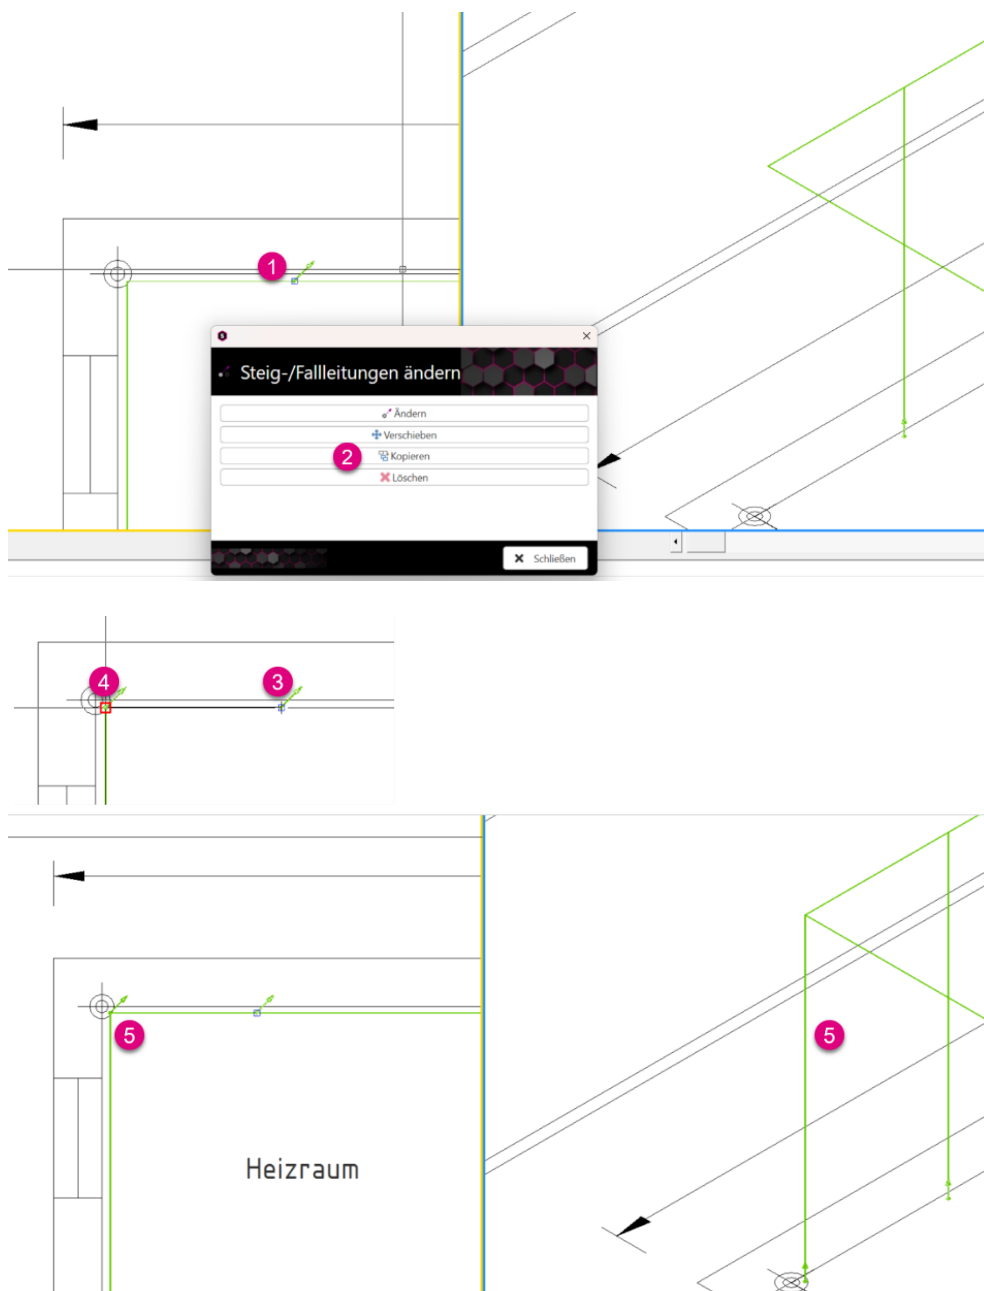 1
Steig-/Fallleitungen ändern
Ändern
Verschieben
2
Kopieren
Löschen
Schließen
4
3
5
5
Heizraum